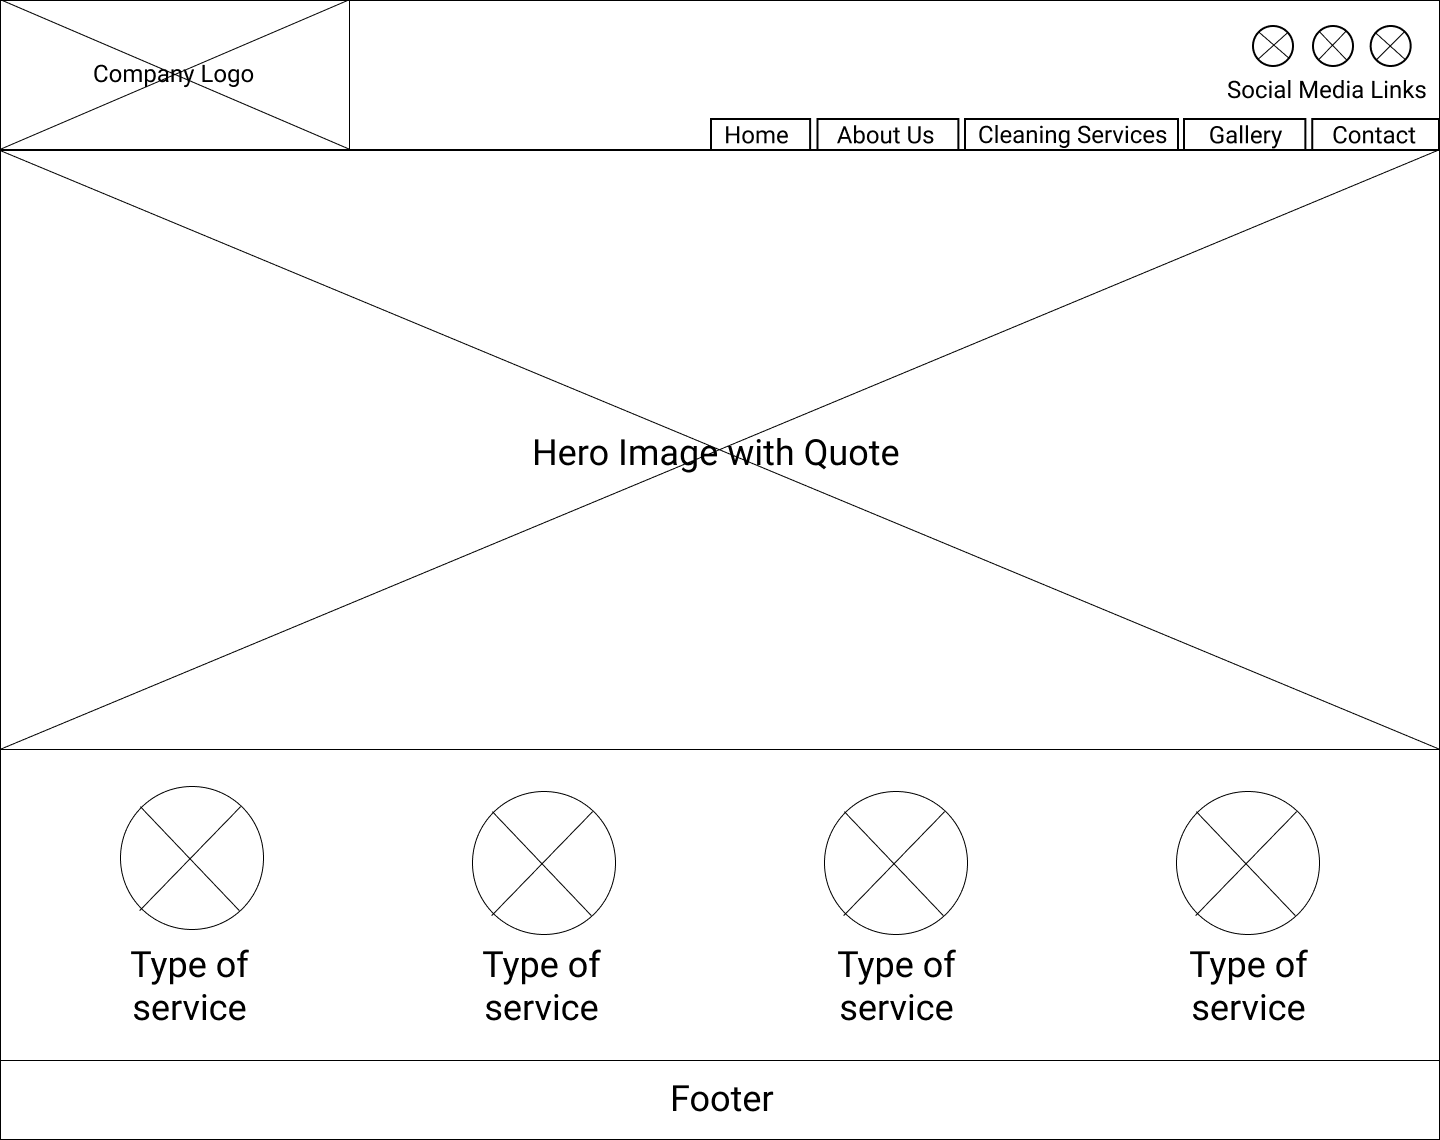 Company Logo
Social Media Links
Home
About Us
Cleaning Services
Gallery
Contact
Hero Image with Quote
Type of
service
Type of
service
Type of
service
Type of
service
Footer